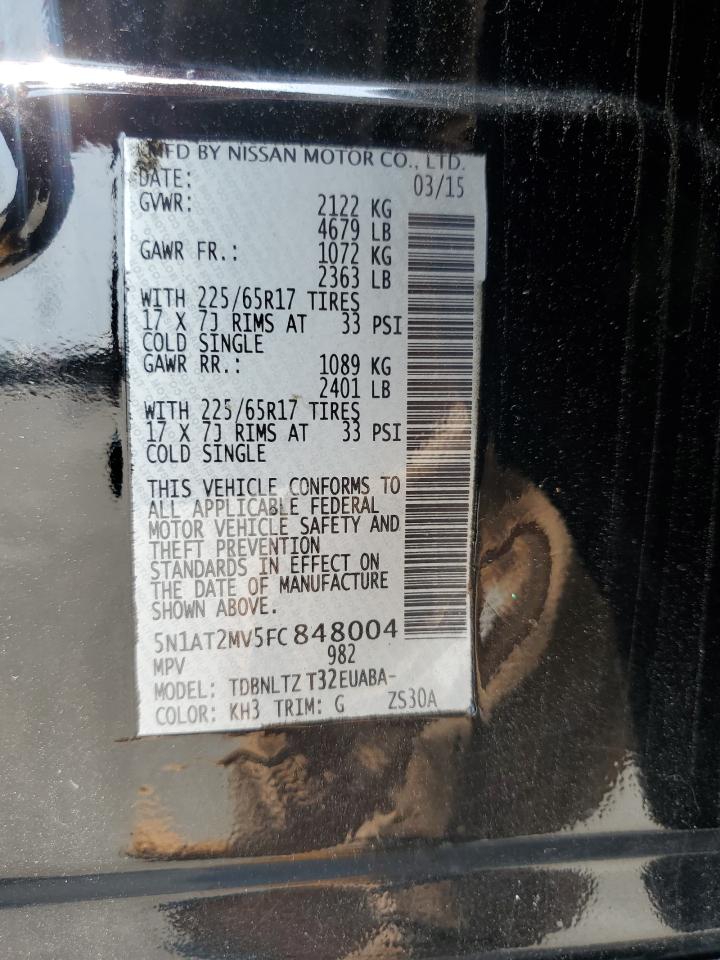 MFD BY NISSAN MOTOR CO., LTD.
DATE: 03/15
GVWR: 2122 KG
4679 LB
GAWR FR.: 1072 KG
2363 LB
WITH 225/65R17 TIRES
17 X 7J RIMS AT 33 PSI
COLD SINGLE
GAWR RR.: 1089 KG
2401 LB
WITH 225/65R17 TIRES
17 X 7J RIMS AT 33 PSI
COLD SINGLE
THIS VEHICLE CONFORMS TO
ALL APPLICABLE FEDERAL
MOTOR VEHICLE SAFETY AND
THEFT PREVENTION
STANDARDS IN EFFECT ON
THE DATE OF MANUFACTURE
SHOWN ABOVE.
5N1AT2MV5FC848004
MPV 982
MODEL: TDBNLTZ T32EUABA-
COLOR: KH3 TRIM: G ZS30A